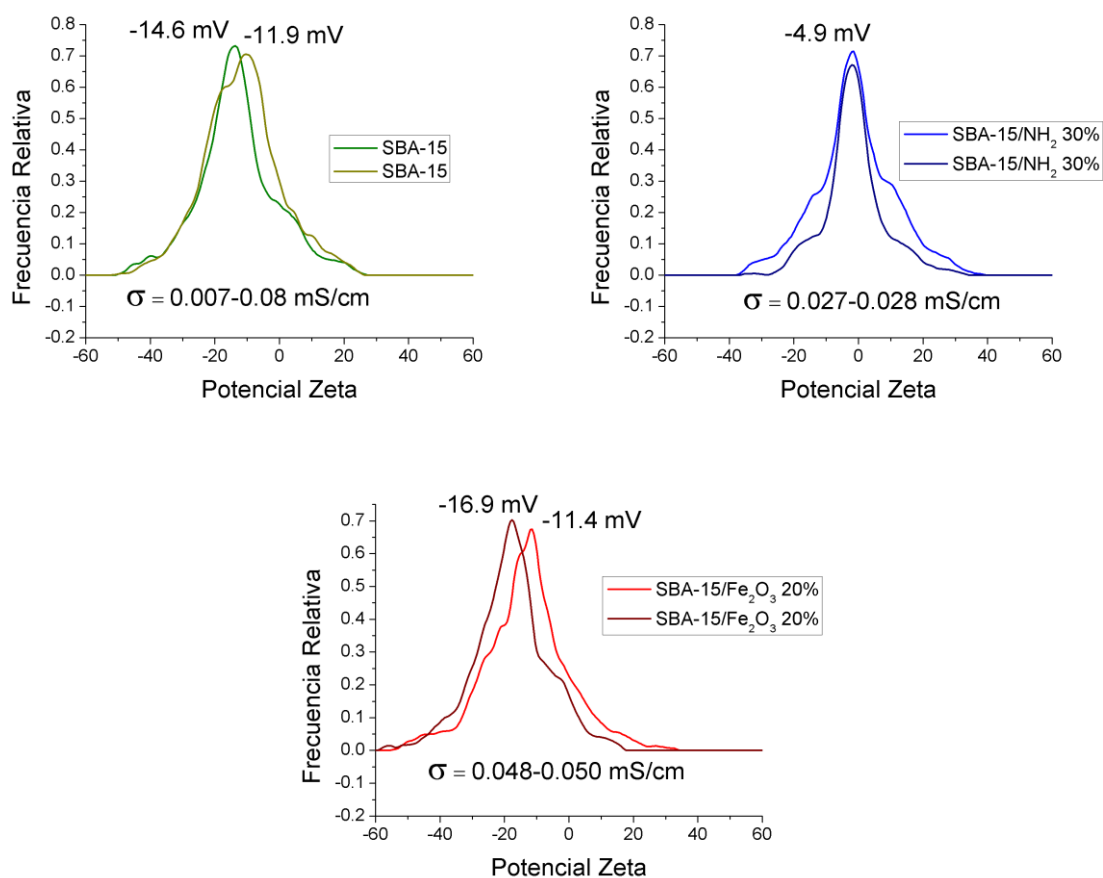 -14.6 mV
-11.9 mV
0.8
0.7
0.6
0.5
0.4
0.3
0.2
0.1
0.0
-0.1
-0.2
Frecuencia Relativa
SBA-15
SBA-15
σ = 0.007-0.08 mS/cm
-60 -40 -20 0 20 40 60
Potencial Zeta
-4.9 mV
0.8
0.7
0.6
0.5
0.4
0.3
0.2
0.1
0.0
-0.1
-0.2
Frecuencia Relativa
SBA-15/NH₂ 30%
SBA-15/NH₂ 30%
σ = 0.027-0.028 mS/cm
-60 -40 -20 0 20 40 60
Potencial Zeta
-16.9 mV
-11.4 mV
0.7
0.6
0.5
0.4
0.3
0.2
0.1
0.0
-0.1
-0.2
Frecuencia Relativa
SBA-15/Fe₂O₃ 20%
SBA-15/Fe₂O₃ 20%
σ = 0.048-0.050 mS/cm
-60 -40 -20 0 20 40 60
Potencial Zeta